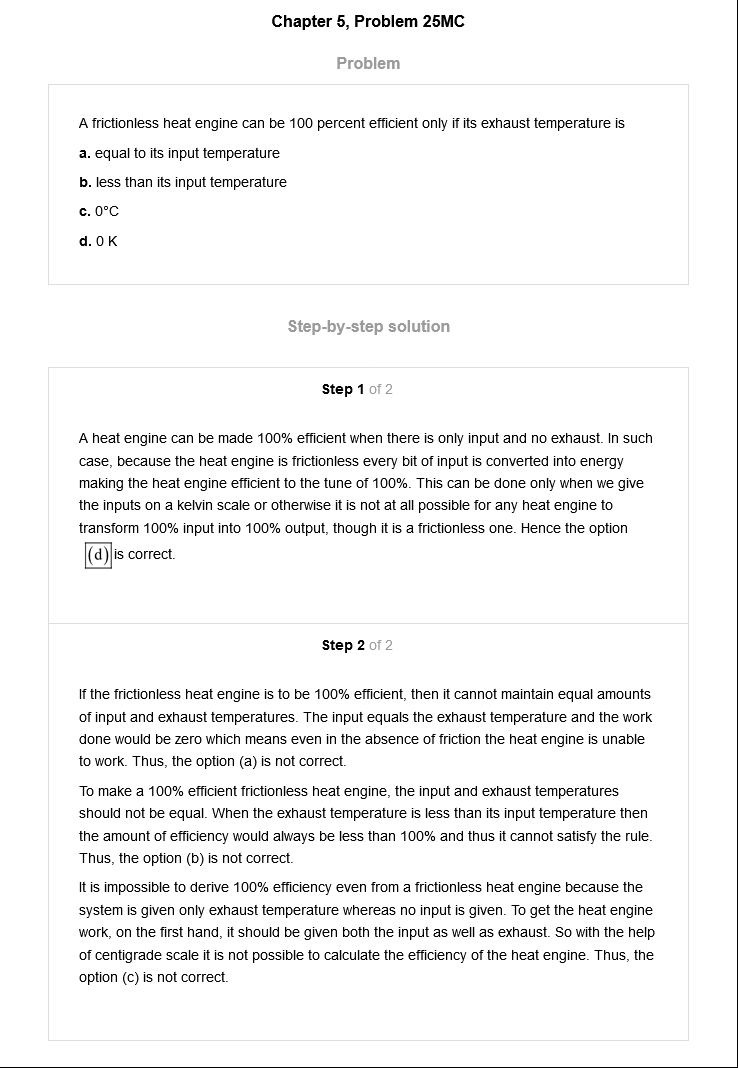 Chapter 5, Problem 25MC
Problem
A frictionless heat engine can be 100 percent efficient only if its exhaust temperature is
a. equal to its input temperature
b. less than its input temperature
c. 0°C
d. 0 K
Step-by-step solution
Step 1 of 2
A heat engine can be made 100% efficient when there is only input and no exhaust. In such
case, because the heat engine is frictionless every bit of input is converted into energy
making the heat engine efficient to the tune of 100%. This can be done only when we give
the inputs on a kelvin scale or otherwise it is not at all possible for any heat engine to
transform 100% input into 100% output, though it is a frictionless one. Hence the option
(d) is correct.
Step 2 of 2
If the frictionless heat engine is to be 100% efficient, then it cannot maintain equal amounts
of input and exhaust temperatures. The input equals the exhaust temperature and the work
done would be zero which means even in the absence of friction the heat engine is unable
to work. Thus, the option (a) is not correct.
To make a 100% efficient frictionless heat engine, the input and exhaust temperatures
should not be equal. When the exhaust temperature is less than its input temperature then
the amount of efficiency would always be less than 100% and thus it cannot satisfy the rule.
Thus, the option (b) is not correct.
It is impossible to derive 100% efficiency even from a frictionless heat engine because the
system is given only exhaust temperature whereas no input is given. To get the heat engine
work, on the first hand, it should be given both the input as well as exhaust. So with the help
of centigrade scale it is not possible to calculate the efficiency of the heat engine. Thus, the
option (c) is not correct.